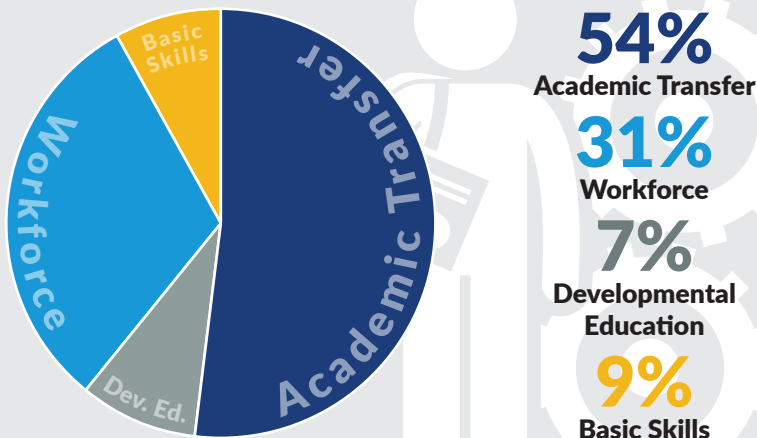 Basic
Skills
Academic Transfer
Workforce
Dev. Ed.
54%
Academic Transfer
31%
Workforce
7%
Developmental
Education
9%
Basic Skills